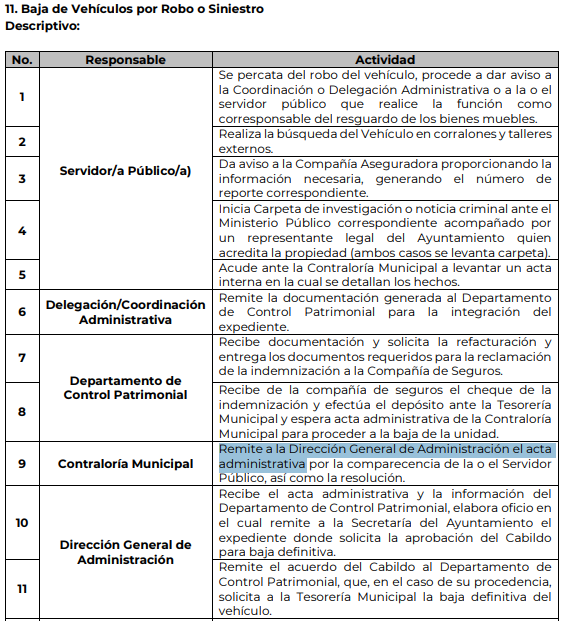 11. Baja de Vehículos por Robo o Siniestro
Descriptivo:
No. Responsable Actividad
1
Servidor/a Público/a)
Se percata del robo del vehículo, procede a dar aviso a
la Coordinación o Delegación Administrativa o a la o el
servidor público que realice la función como
corresponsable del resguardo de los bienes muebles.
2
Realiza la búsqueda del Vehículo en corralones y talleres
externos.
3
Da aviso a la Compañía Aseguradora proporcionando la
información necesaria, generando el número de
reporte correspondiente.
4
Inicia Carpeta de investigación o noticia criminal ante el
Ministerio Público correspondiente acompañado por
un representante legal del Ayuntamiento quien
acredita la propiedad (ambos casos se levanta carpeta).
5
Acude ante la Contraloría Municipal a levantar un acta
interna en la cual se detallan los hechos.
6
Delegación/Coordinación
Administrativa
Remite la documentación generada al Departamento
de Control Patrimonial para la integración del
expediente.
7
Departamento de
Control Patrimonial
Recibe documentación y solicita la refacturación y
entrega los documentos requeridos para la reclamación
de la indemnización a la Compañía de Seguros.
8
Recibe de la compañía de seguros el cheque de la
indemnización y efectúa el depósito ante la Tesorería
Municipal y espera acta administrativa de la Contraloría
Municipal para proceder a la baja de la unidad.
9
Contraloría Municipal
Remite a la Dirección General de Administración el acta
administrativa por la comparecencia de la o el Servidor
Público, así como la resolución.
10
Dirección General de
Administración
Recibe el acta administrativa y la información del
Departamento de Control Patrimonial, elabora oficio en
el cual remite a la Secretaría del Ayuntamiento el
expediente donde solicita la aprobación del Cabildo
para baja definitiva.
11
Remite el acuerdo del Cabildo al Departamento de
Control Patrimonial, que, en el caso de su procedencia,
solicita a la Tesorería Municipal la baja definitiva del
vehículo.